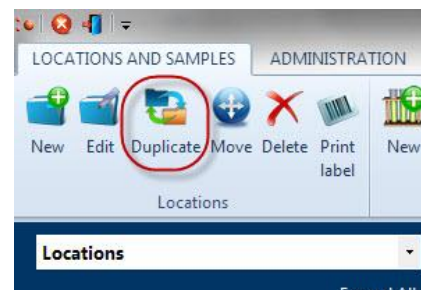 LOCATIONS AND SAMPLES ADMINISTRATION
New Edit Duplicate Move Delete Print label New
Locations
Locations